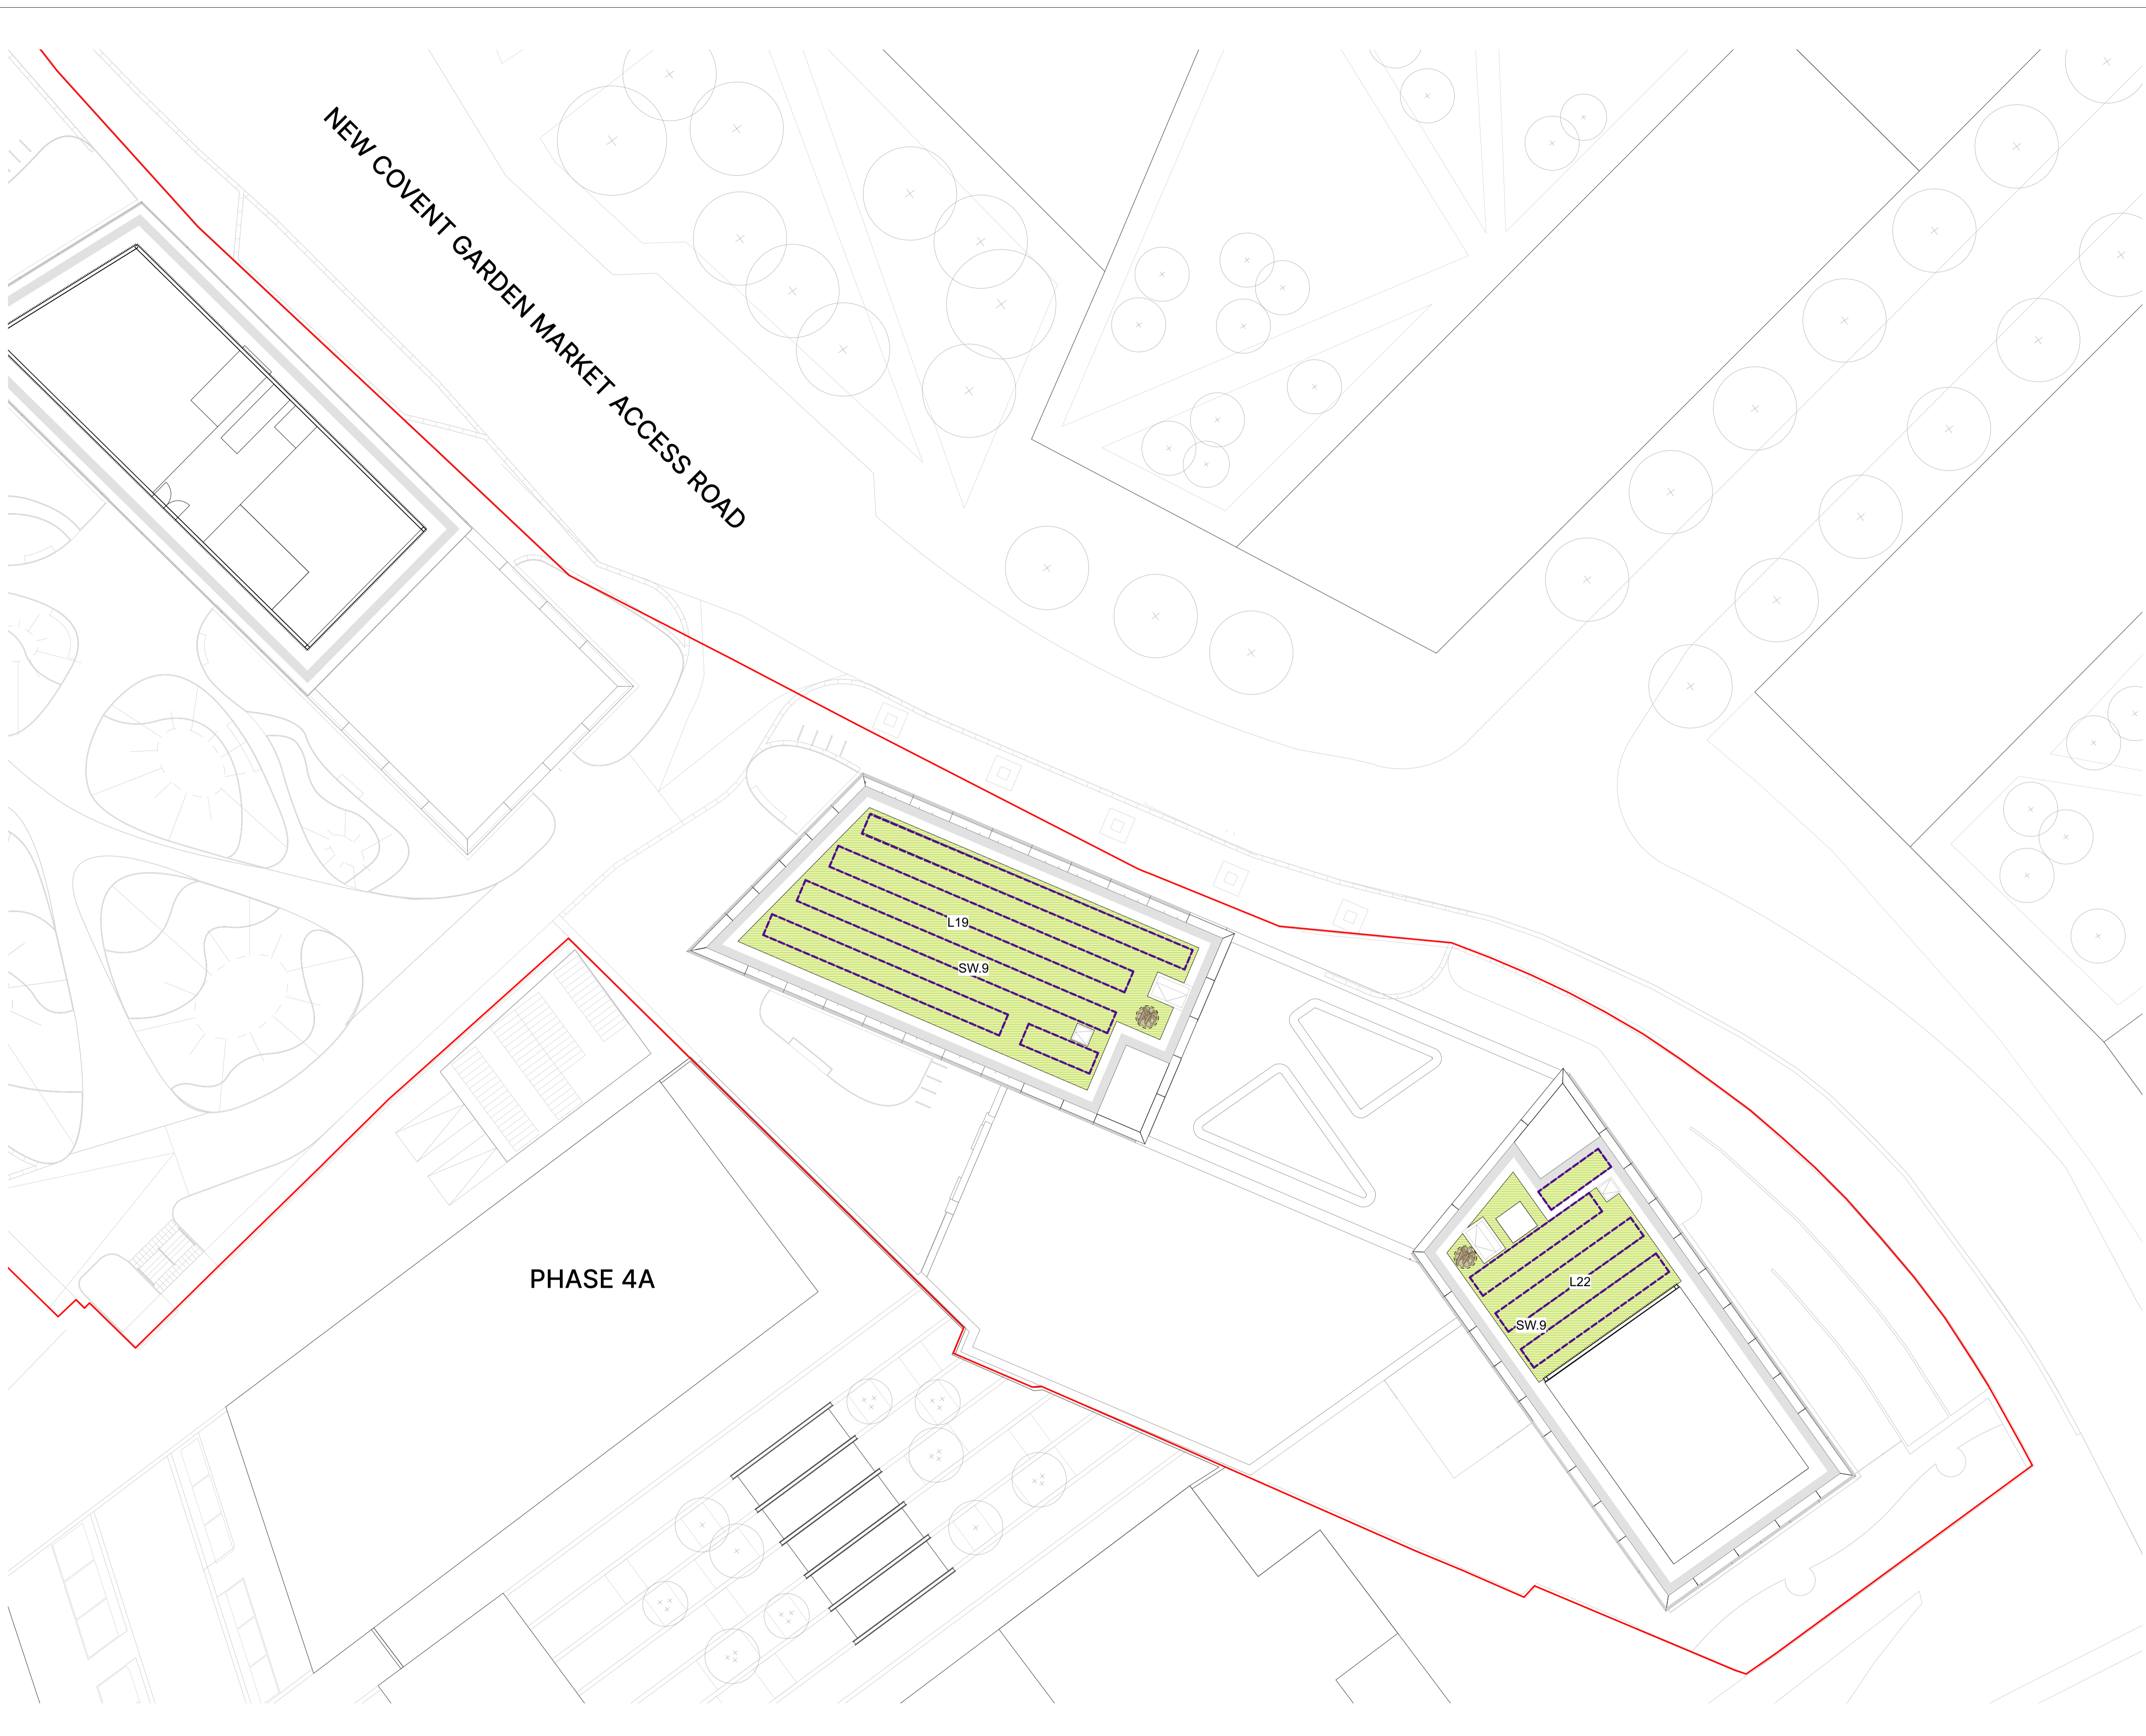 NEW COVENT GARDEN MARKET ACCESS ROAD
L19
SW.9
PHASE 4A
L22
SW.9